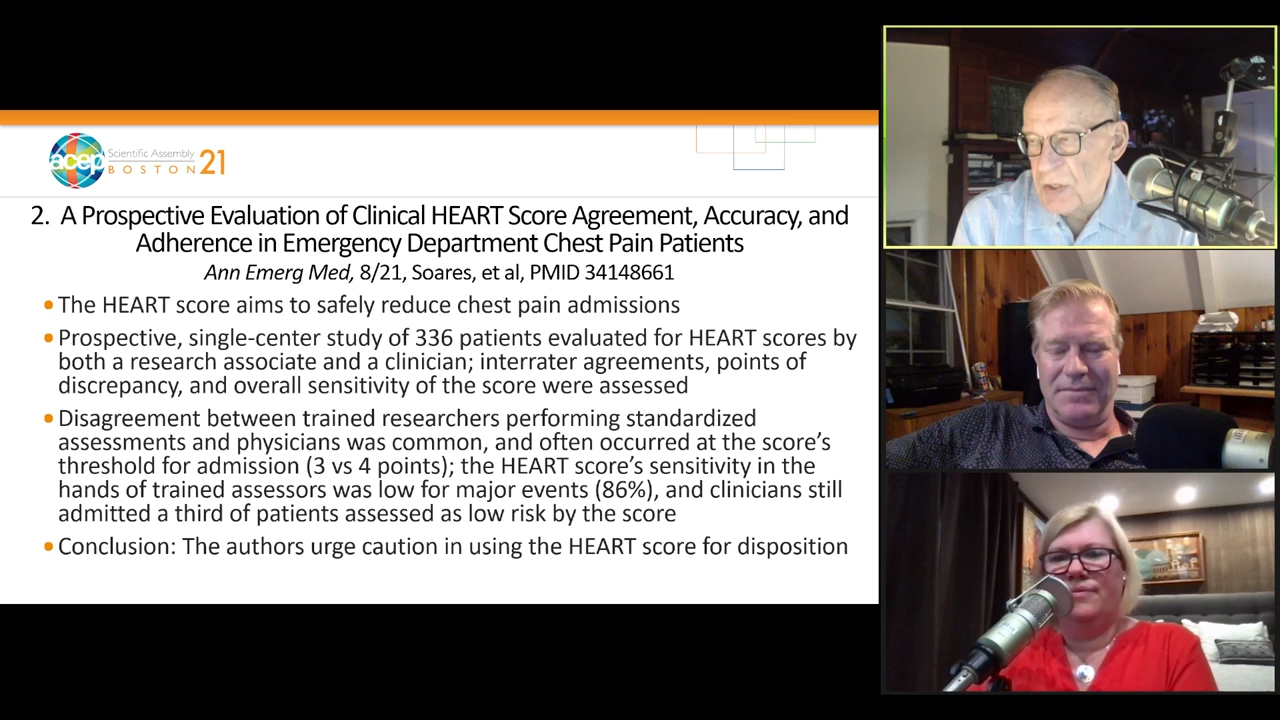 acep Scientific Assembly
BOSTON 21
2. A Prospective Evaluation of Clinical HEART Score Agreement, Accuracy, and
Adherence in Emergency Department Chest Pain Patients
Ann Emerg Med, 8/21, Soares, et al, PMID 34148661
• The HEART score aims to safely reduce chest pain admissions
• Prospective, single-center study of 336 patients evaluated for HEART scores by
both a research associate and a clinician; interrater agreements, points of
discrepancy, and overall sensitivity of the score were assessed
• Disagreement between trained researchers performing standardized
assessments and physicians was common, and often occurred at the score's
threshold for admission (3 vs 4 points); the HEART score's sensitivity in the
hands of trained assessors was low for major events (86%), and clinicians still
admitted a third of patients assessed as low risk by the score
• Conclusion: The authors urge caution in using the HEART score for disposition